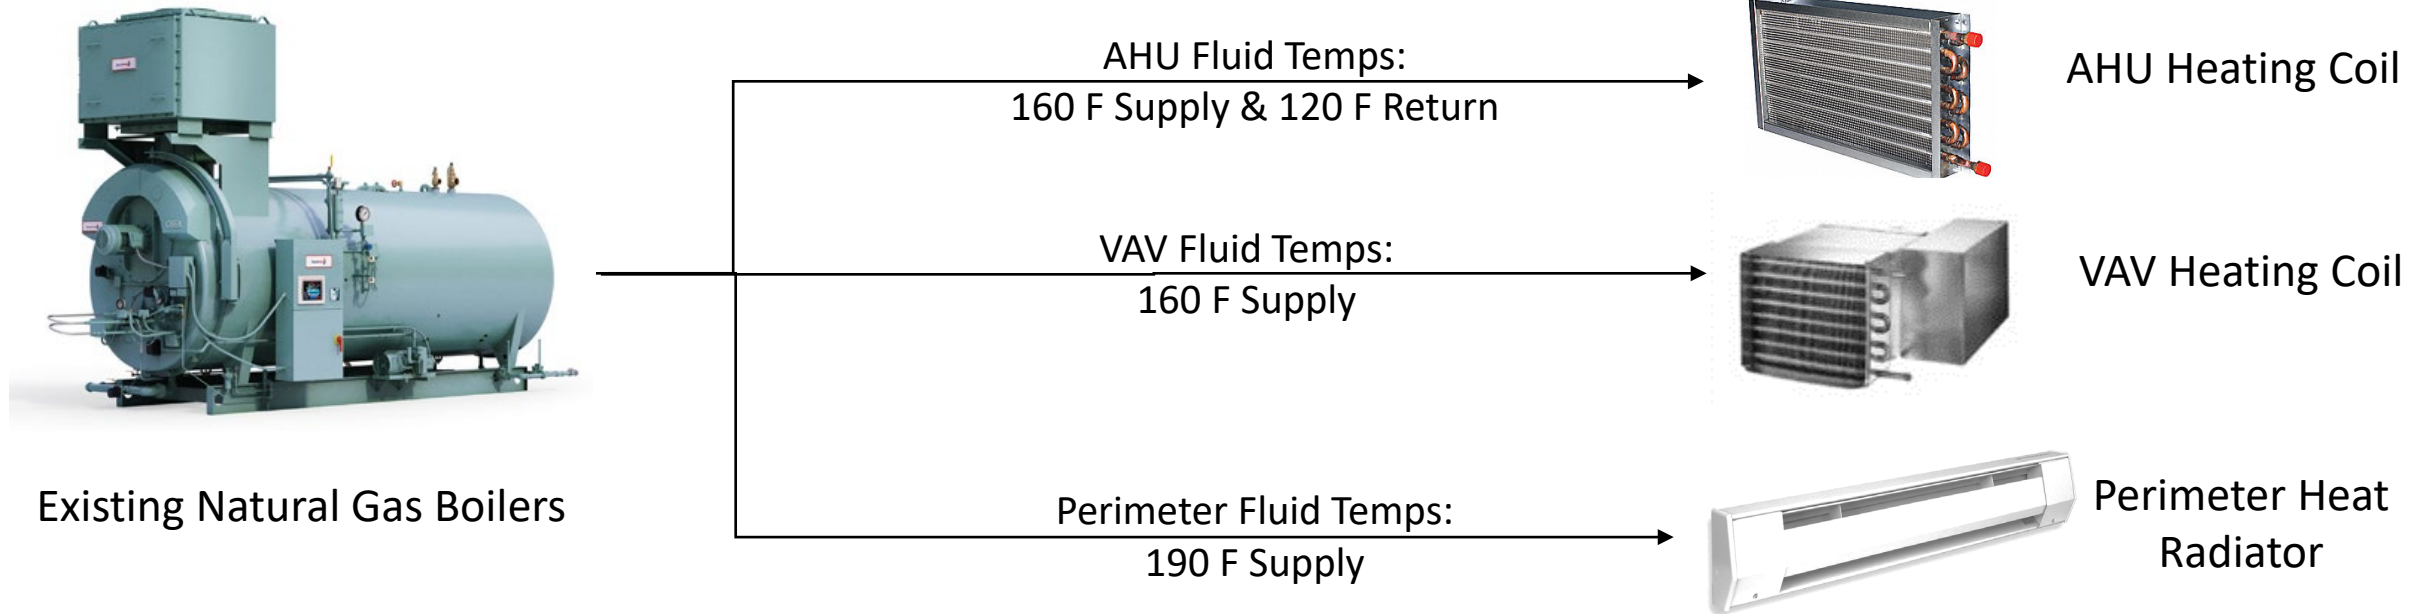 AHU Fluid Temps:
160 F Supply & 120 F Return
AHU Heating Coil
VAV Fluid Temps:
160 F Supply
VAV Heating Coil
Existing Natural Gas Boilers
Perimeter Fluid Temps:
190 F Supply
Perimeter Heat
Radiator